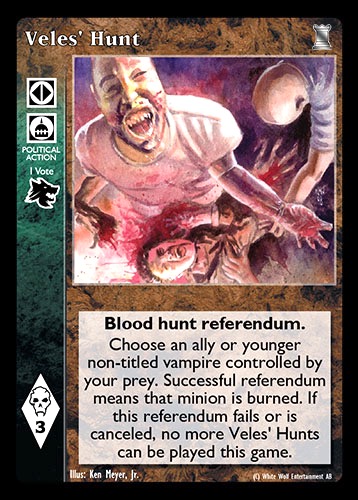 Veles' Hunt
POLITICAL
ACTION
1 Vote
Blood hunt referendum.
Choose an ally or younger
non-titled vampire controlled by
your prey. Successful referendum
means that minion is burned. If
this referendum fails or is
canceled, no more Veles' Hunts
can be played this game.
3
Illus: Ken Meyer, Jr.
(C) White Wolf Entertainment AB